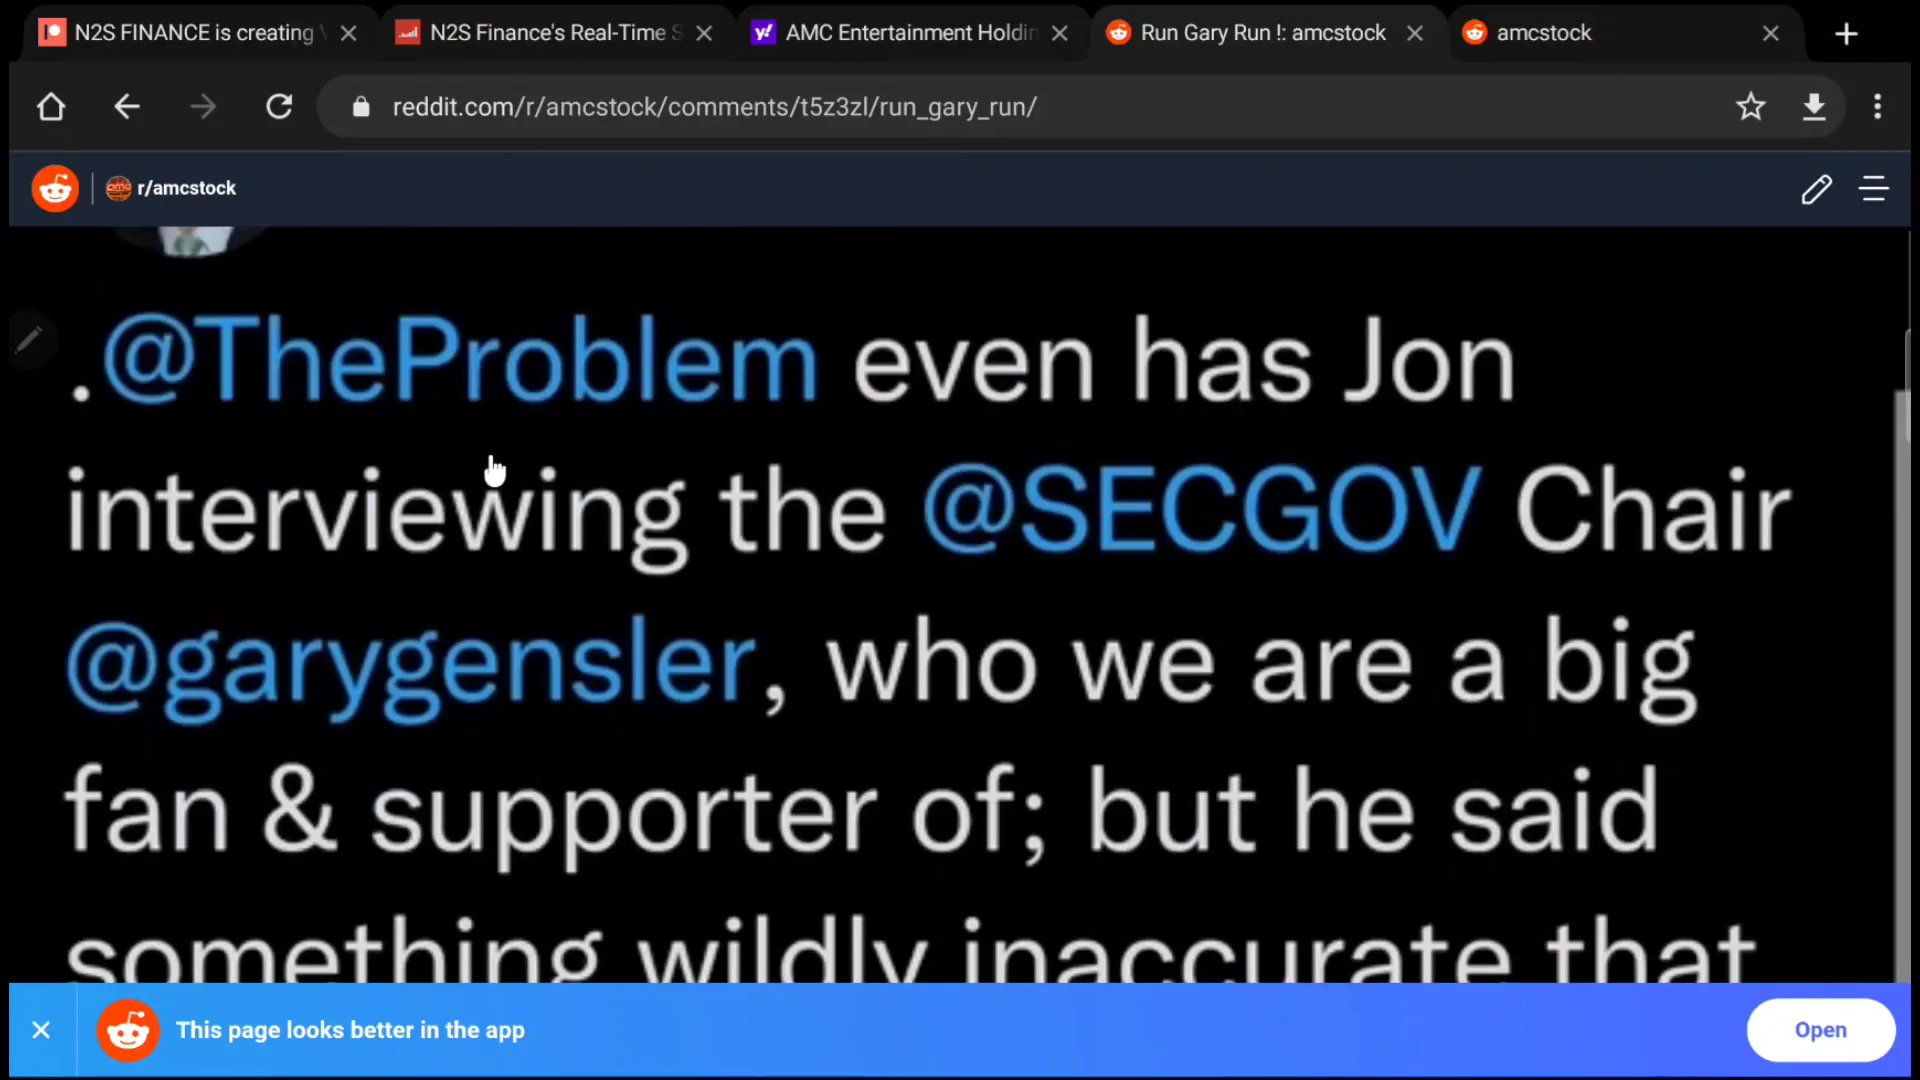 N2S FINANCE is creating
N2S Finance's Real-Time S
AMC Entertainment Holdin
Run Gary Run !: amcstock
amcstock
reddit.com/r/amcstock/comments/t5z3zl/run_gary_run/
r/amcstock
.@TheProblem even has Jon
interviewing the @SECGOV Chair
@garygensler, who we are a big
fan & supporter of; but he said
something wildly inaccurate that
This page looks better in the app
Open